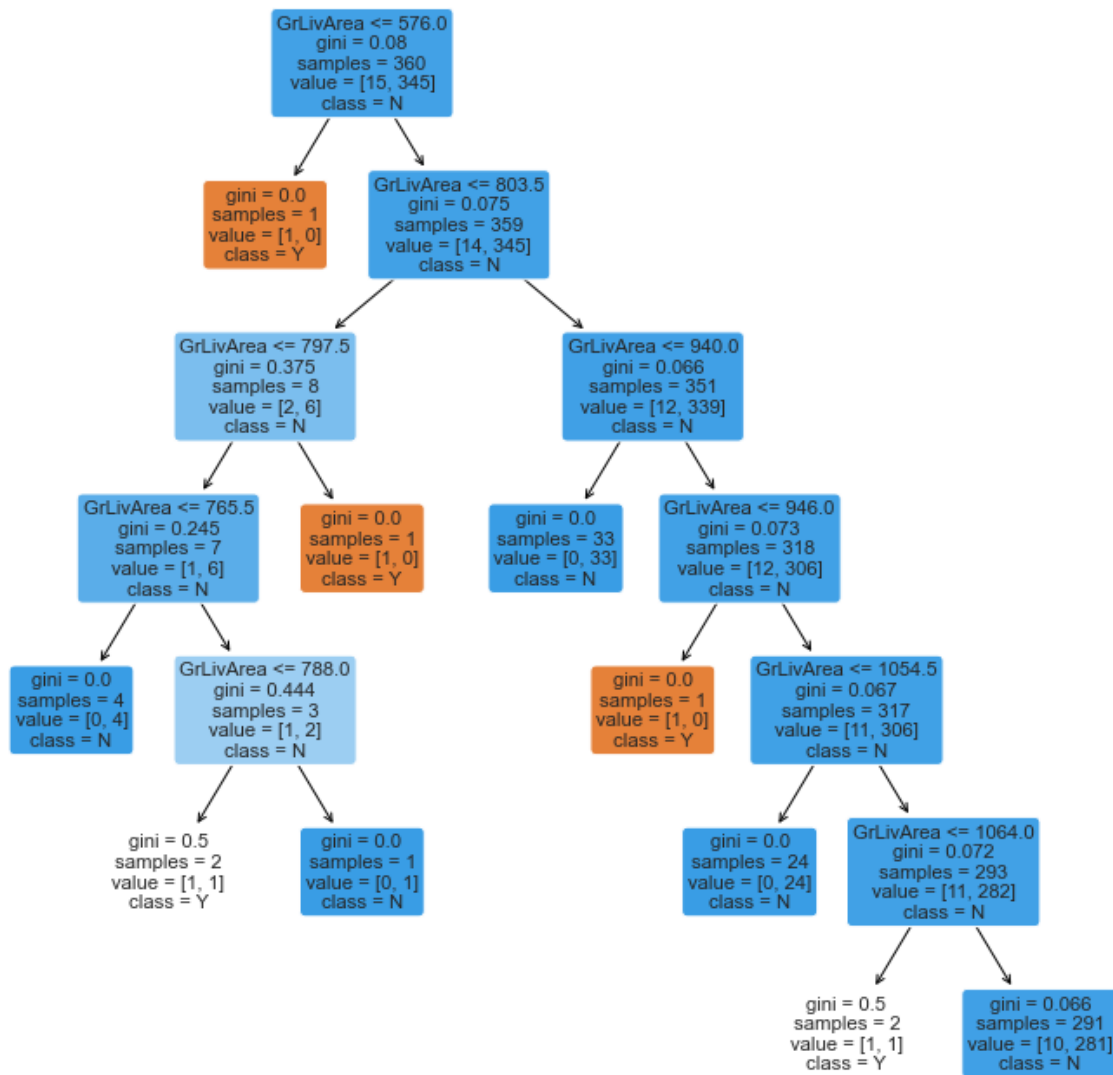 GrLivArea <= 576.0
gini = 0.08
samples = 360
value = [15, 345]
class = N
gini = 0.0
samples = 1
value = [1, 0]
class = Y
GrLivArea <= 803.5
gini = 0.075
samples = 359
value = [14, 345]
class = N
GrLivArea <= 797.5
gini = 0.375
samples = 8
value = [2, 6]
class = N
GrLivArea <= 940.0
gini = 0.066
samples = 351
value = [12, 339]
class = N
GrLivArea <= 765.5
gini = 0.245
samples = 7
value = [1, 6]
class = N
gini = 0.0
samples = 1
value = [1, 0]
class = Y
gini = 0.0
samples = 33
value = [0, 33]
class = N
GrLivArea <= 946.0
gini = 0.073
samples = 318
value = [12, 306]
class = N
gini = 0.0
samples = 4
value = [0, 4]
class = N
GrLivArea <= 788.0
gini = 0.444
samples = 3
value = [1, 2]
class = N
gini = 0.0
samples = 1
value = [1, 0]
class = Y
GrLivArea <= 1054.5
gini = 0.067
samples = 317
value = [11, 306]
class = N
gini = 0.5
samples = 2
value = [1, 1]
class = Y
gini = 0.0
samples = 1
value = [0, 1]
class = N
gini = 0.0
samples = 24
value = [0, 24]
class = N
GrLivArea <= 1064.0
gini = 0.072
samples = 293
value = [11, 282]
class = N
gini = 0.5
samples = 2
value = [1, 1]
class = Y
gini = 0.066
samples = 291
value = [10, 281]
class = N